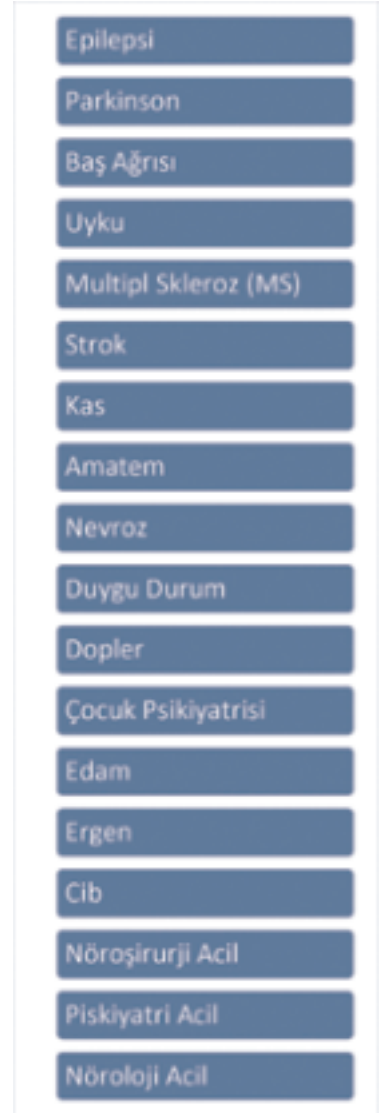 Epilepsi
Parkinson
Baş Ağrısı
Uyku
Multipl Skleroz (MS)
Strok
Kas
Amatem
Nevroz
Duygu Durum
Dopler
Çocuk Psikiyatrisi
Edam
Ergen
Cib
Nöroşirurji Acil
Piskiyatri Acil
Nöroloji Acil